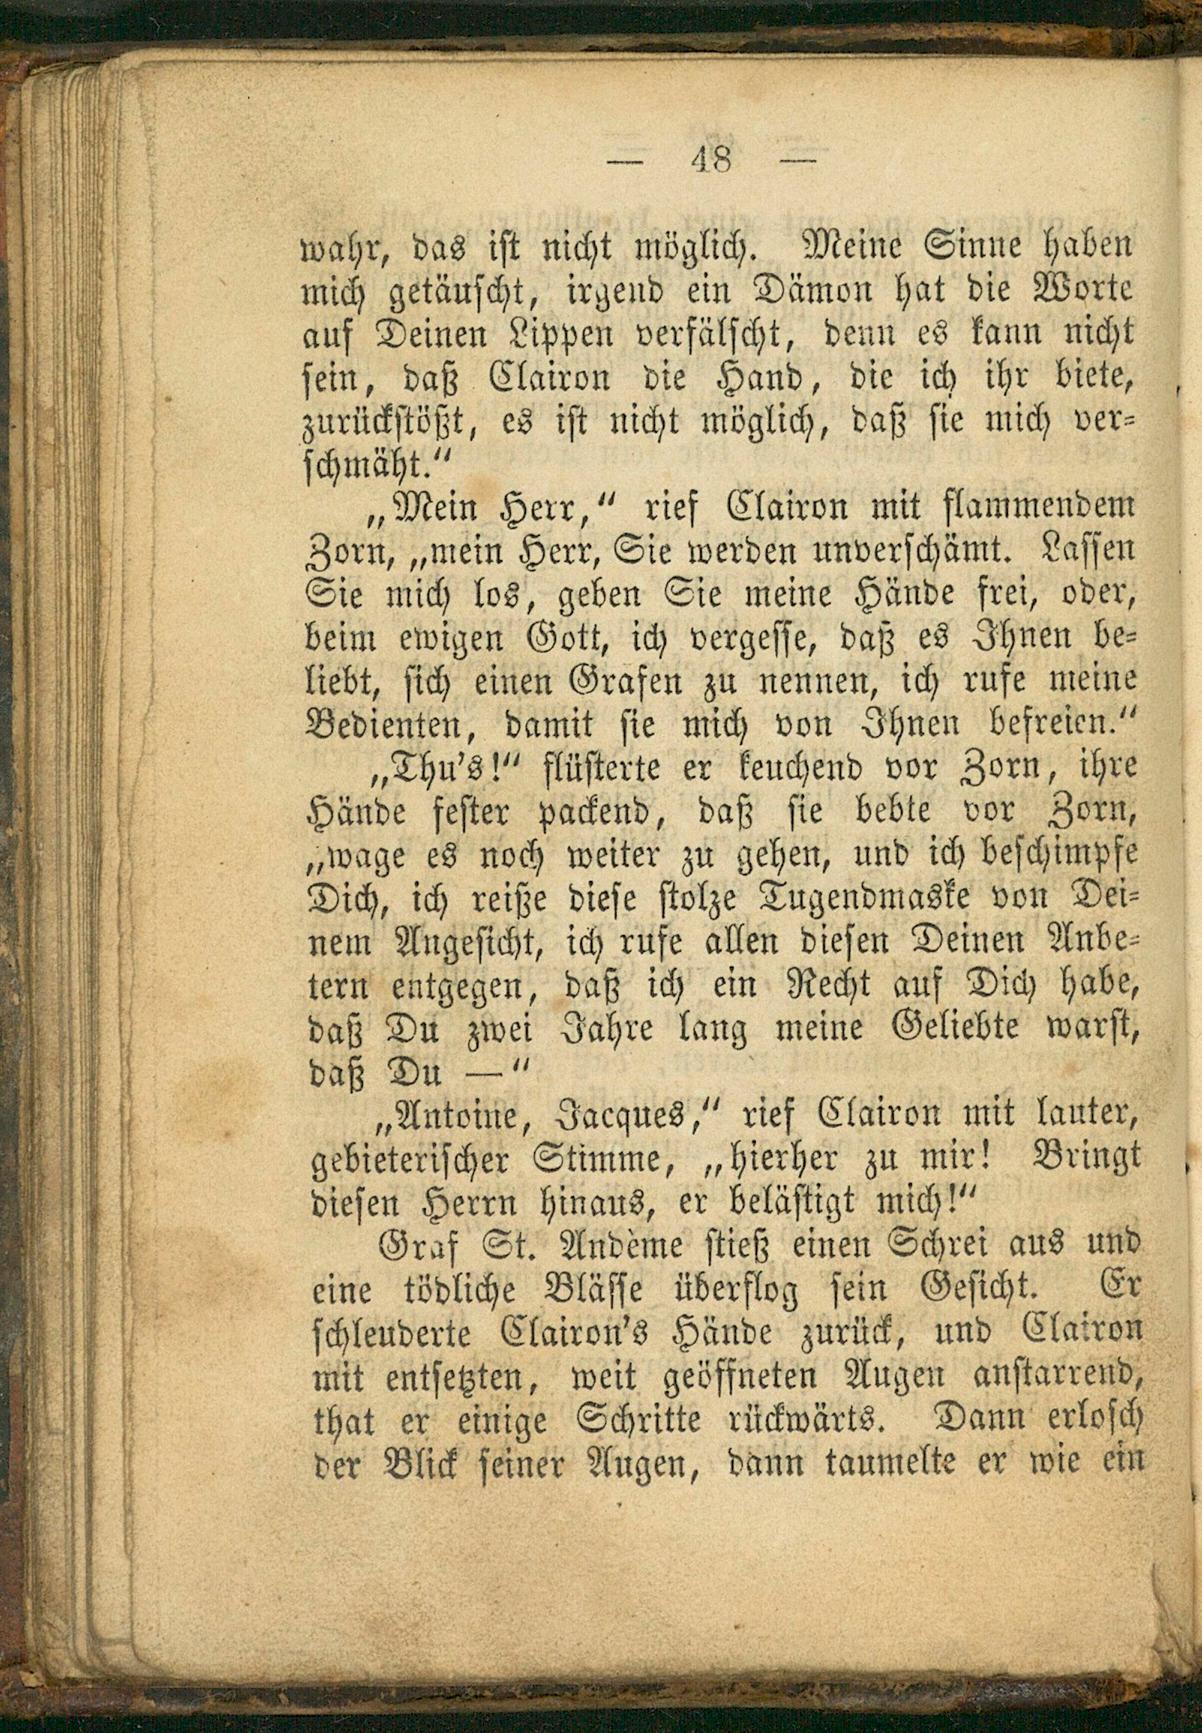 — 48 —
wahr, das ist nicht möglich. Meine Sinne haben
mich getäuscht, irgend ein Dämon hat die Worte
auf Deinen Lippen verfälscht, denn es kann nicht
sein, daß Clairon die Hand, die ich ihr biete,
zurückstößt, es ist nicht möglich, daß sie mich ver-
schmäht.“
„Mein Herr,“ rief Clairon mit flammendem
Zorn, „mein Herr, Sie werden unverschämt. Lassen
Sie mich los, geben Sie meine Hände frei, oder,
beim ewigen Gott, ich vergesse, daß es Ihnen be-
liebt, sich einen Grafen zu nennen, ich rufe meine
Bedienten, damit sie mich von Ihnen befreien.“
„Thu’s!“ flüsterte er keuchend vor Zorn, ihre
Hände fester packend, daß sie bebte vor Zorn,
„wage es noch weiter zu gehen, und ich beschimpfe
Dich, ich reiße diese stolze Tugendmaske von Dei-
nem Angesicht, ich rufe allen diesen Deinen Anbe-
tern entgegen, daß ich ein Recht auf Dich habe,
daß Du zwei Jahre lang meine Geliebte warst,
daß Du —“
„Antoine, Jacques,“ rief Clairon mit lauter,
gebieterischer Stimme, „hierher zu mir! Bringt
diesen Herrn hinaus, er belästigt mich!“
Graf St. Andème stieß einen Schrei aus und
eine tödliche Blässe überflog sein Gesicht. Er
schleuderte Clairon’s Hände zurück, und Clairon
mit entsetzten, weit geöffneten Augen anstarrend,
that er einige Schritte rückwärts. Dann erlosch
der Blick seiner Augen, dann taumelte er wie ein